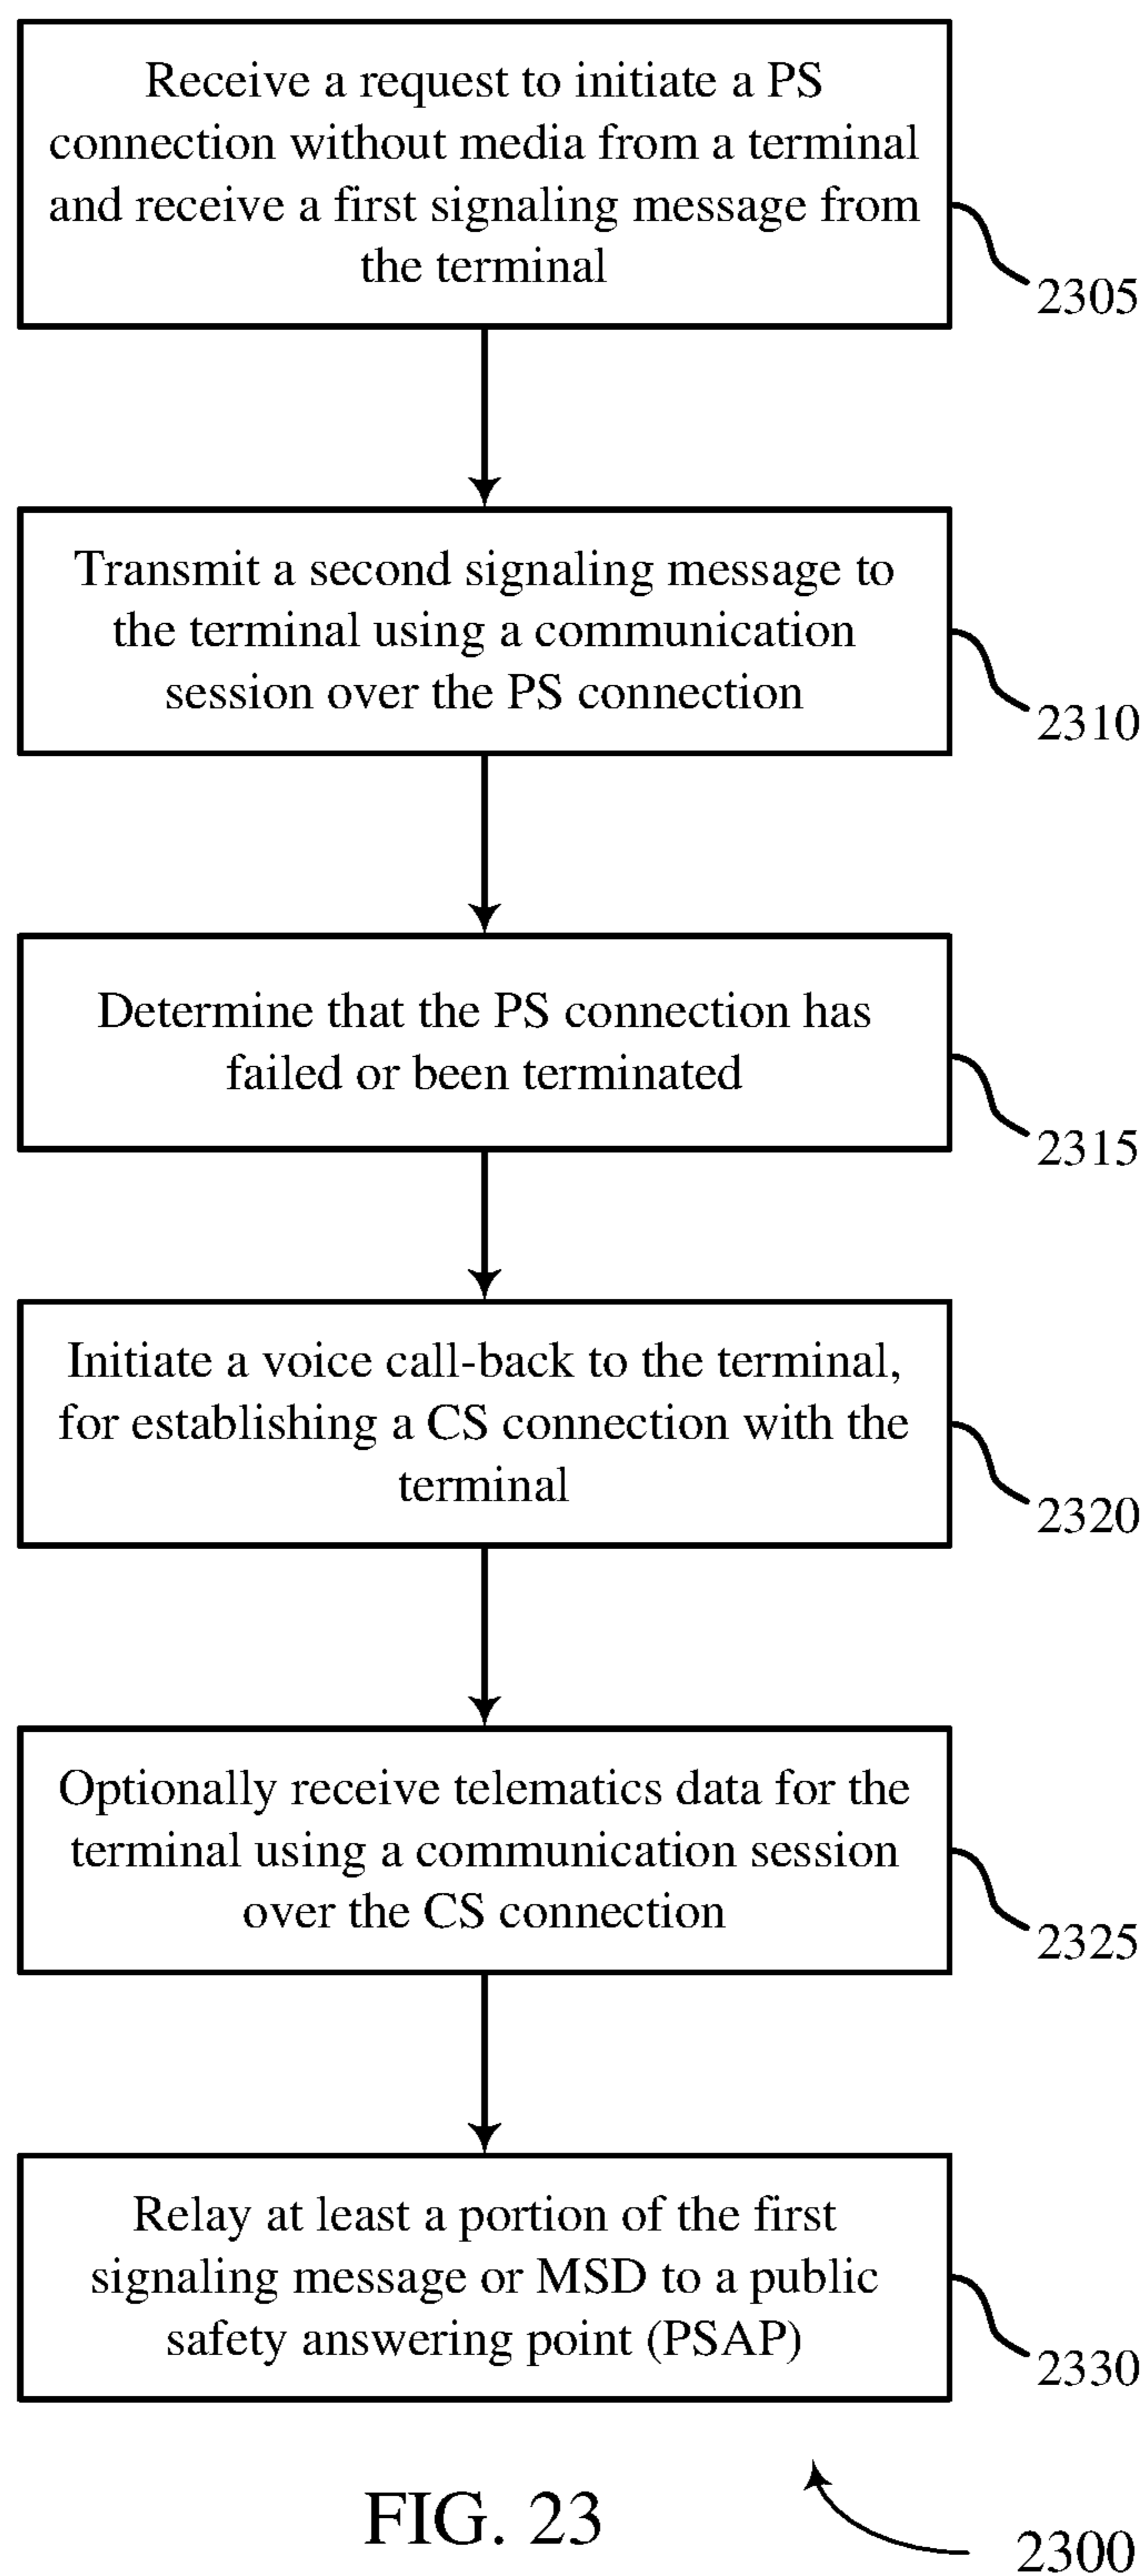 Receive a request to initiate a PS
connection without media from a terminal
and receive a first signaling message from
the terminal
2305
Transmit a second signaling message to
the terminal using a communication
session over the PS connection
2310
Determine that the PS connection has
failed or been terminated
2315
Initiate a voice call-back to the terminal,
for establishing a CS connection with the
terminal
2320
Optionally receive telematics data for the
terminal using a communication session
over the CS connection
2325
Relay at least a portion of the first
signaling message or MSD to a public
safety answering point (PSAP)
2330
FIG. 23
2300